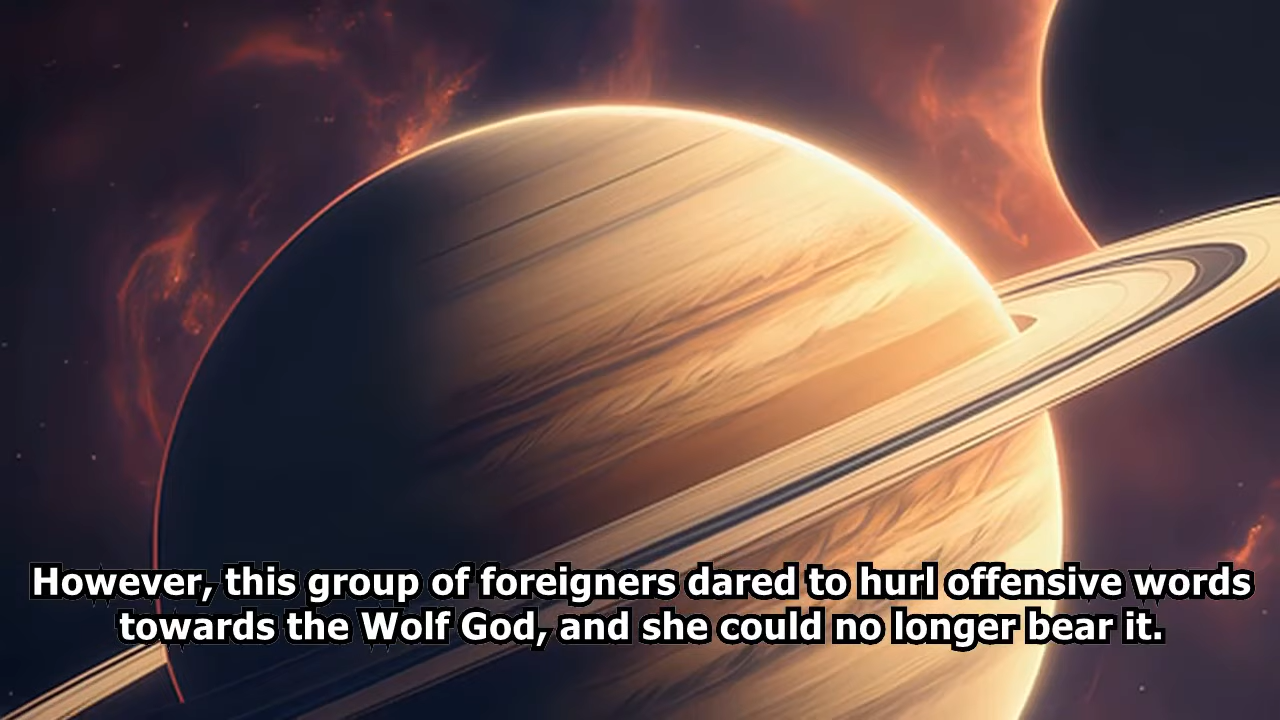 However, this group of foreigners dared to hurl offensive words
towards the Wolf God, and she could no longer bear it.